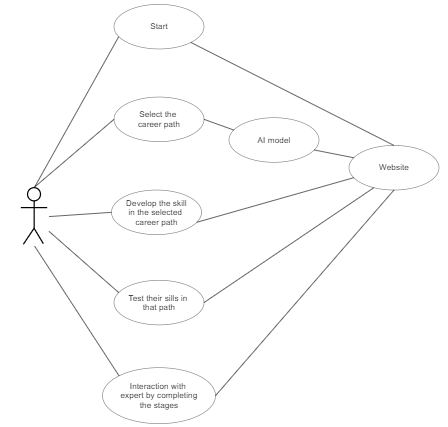 Start
Select the
career path
AI model
Website
Develop the skill
in the selected
career path
Test their sills in
that path
Interaction with
expert by completing
the stages